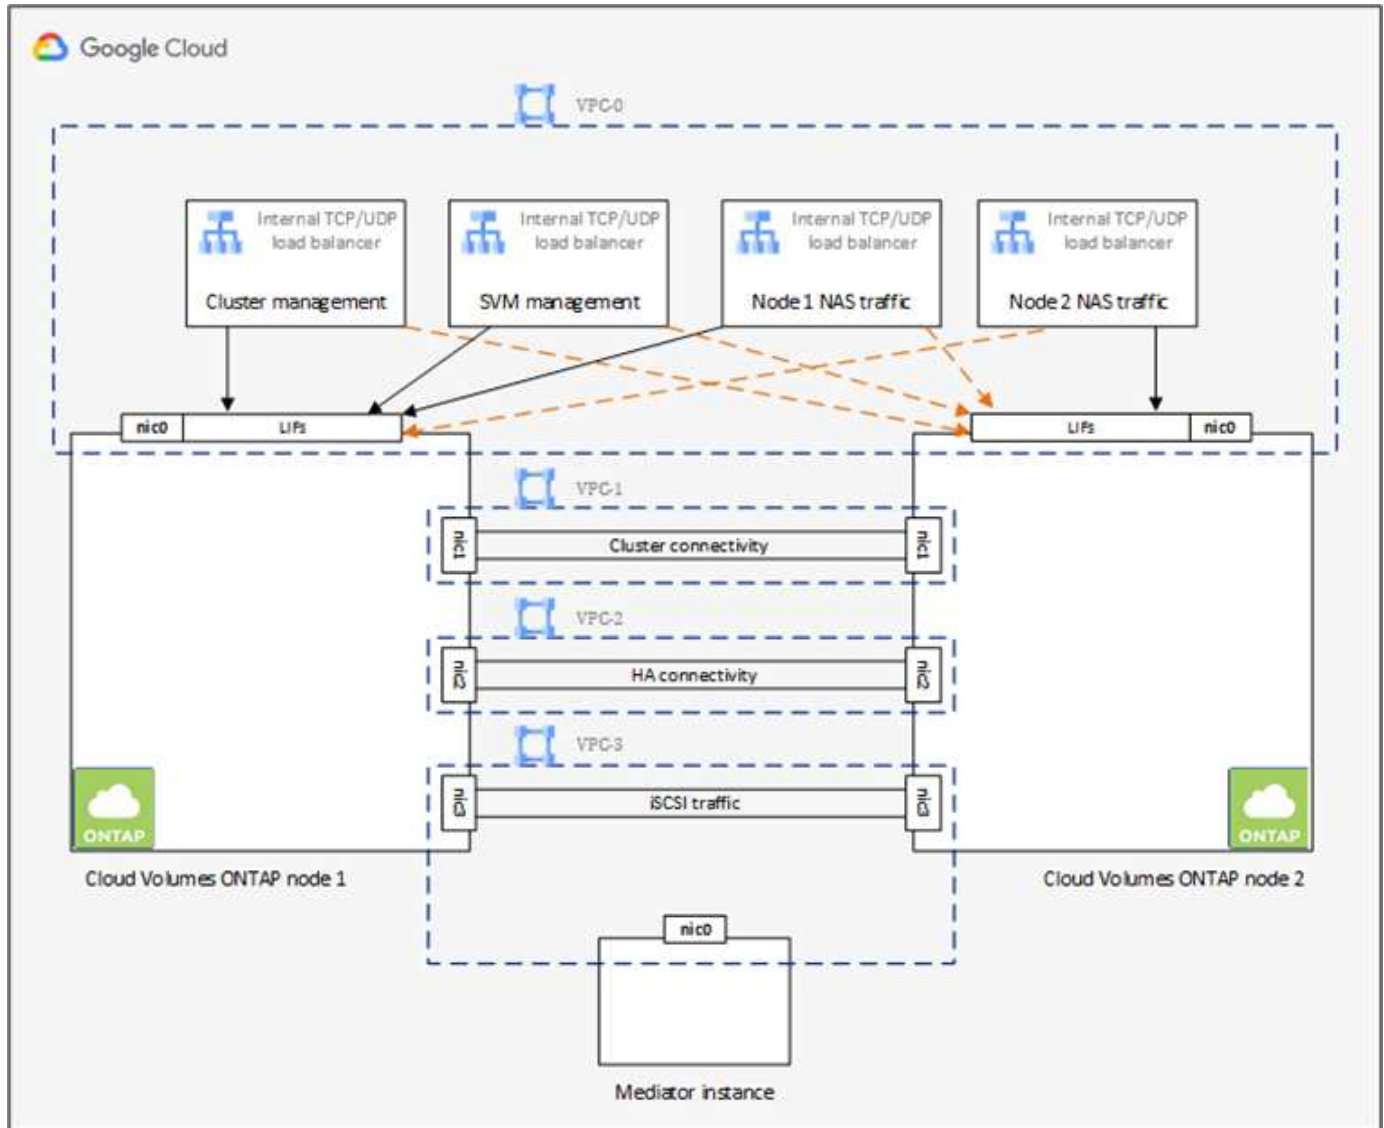 Google Cloud
VPC-0
Internal TCP/UDP
load balancer
Cluster management
Internal TCP/UDP
load balancer
SVM management
Internal TCP/UDP
load balancer
Node 1 NAS traffic
Internal TCP/UDP
load balancer
Node 2 NAS traffic
nic0
LIFs
LIFs
nic0
VPC-1
nic1
Cluster connectivity
nic1
VPC-2
nic2
HA connectivity
nic2
VPC-3
nic3
iSCSI traffic
nic3
ONTAP
ONTAP
Cloud Volumes ONTAP node 1
Cloud Volumes ONTAP node 2
nic0
Mediator instance